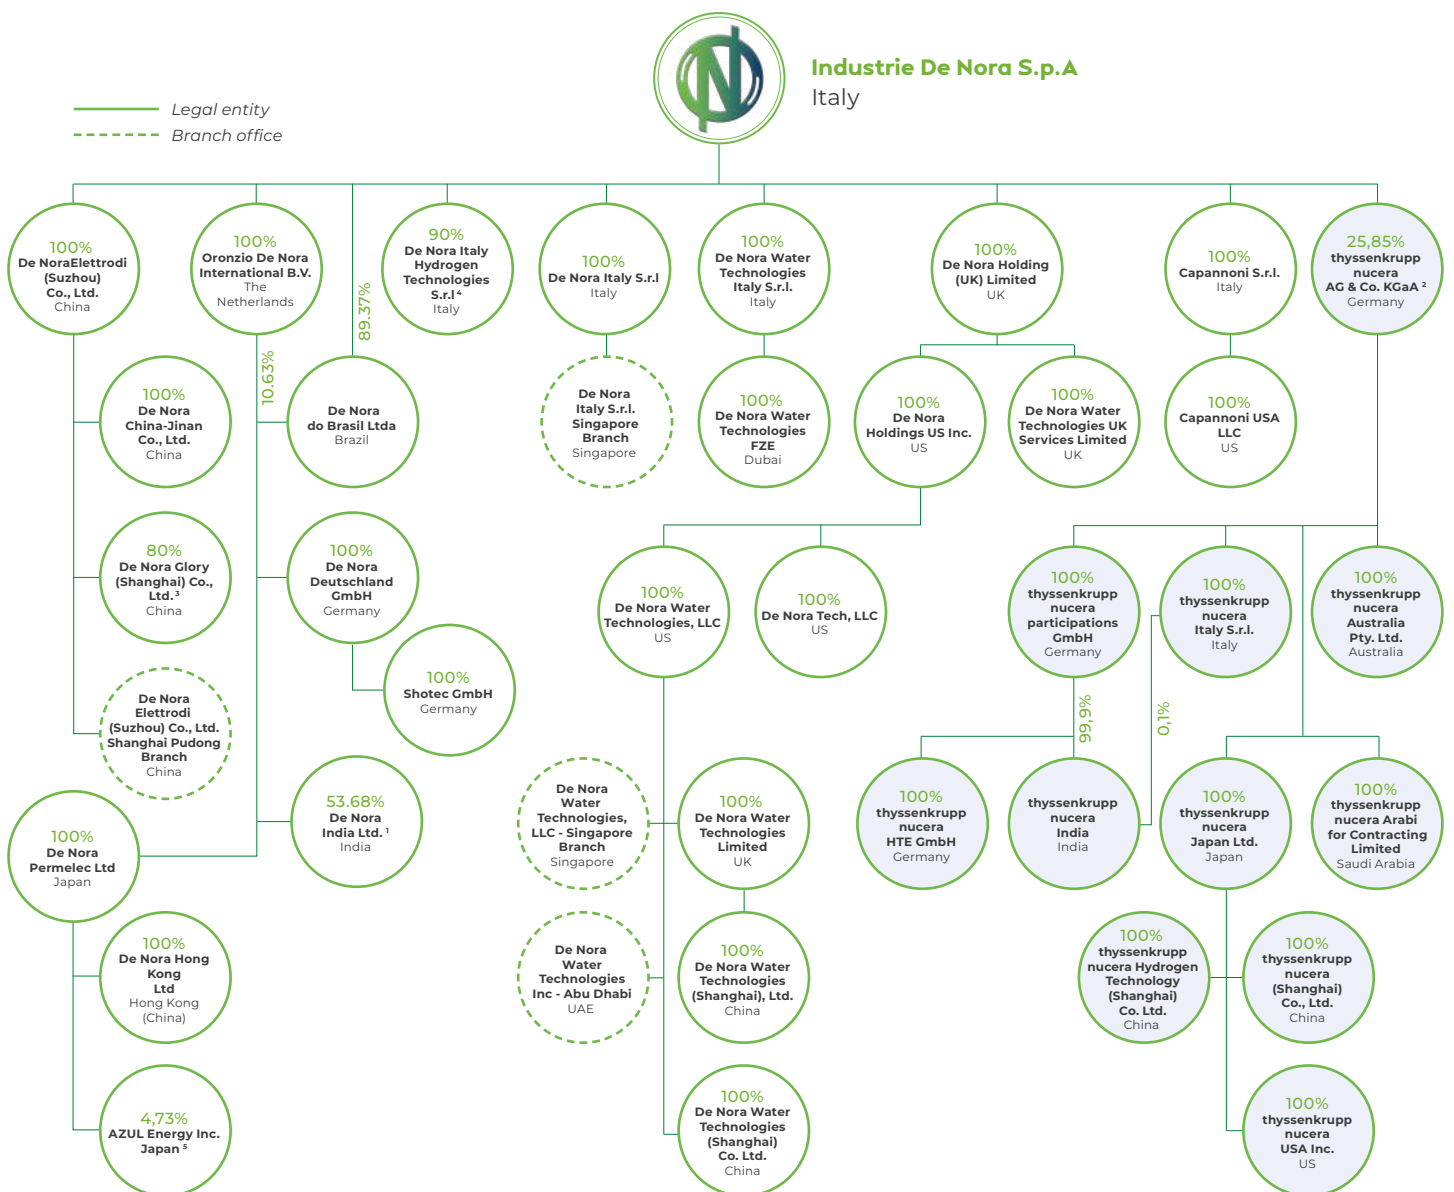 Industrie De Nora S.p.A
Italy
Legal entity
Branch office
100%
De NoraElettrodi
(Suzhou)
Co., Ltd.
China
100%
Oronzio De Nora
International B.V.
The
Netherlands
89.37%
90%
De Nora Italy
Hydrogen
Technologies
S.r.l ⁴
Italy
100%
De Nora Italy S.r.l
Italy
100%
De Nora Water
Technologies
Italy S.r.l.
Italy
100%
De Nora Holding
(UK) Limited
UK
100%
Capannoni S.r.l.
Italy
25,85%
thyssenkrupp
nucera
AG & Co. KGaA ²
Germany
100%
De Nora
China-Jinan
Co., Ltd.
China
10.63%
De Nora
do Brasil Ltda
Brazil
De Nora
Italy S.r.l.
Singapore
Branch
Singapore
100%
De Nora Water
Technologies
FZE
Dubai
100%
De Nora
Holdings US Inc.
US
100%
De Nora Water
Technologies UK
Services Limited
UK
100%
Capannoni USA
LLC
US
80%
De Nora Glory
(Shanghai) Co.,
Ltd. ³
China
100%
De Nora
Deutschland
GmbH
Germany
100%
De Nora Water
Technologies, LLC
US
100%
De Nora Tech, LLC
US
100%
thyssenkrupp
nucera
participations
GmbH
Germany
100%
thyssenkrupp
nucera
Italy S.r.l.
Italy
100%
thyssenkrupp
nucera
Australia
Pty. Ltd.
Australia
De Nora
Elettrodi
(Suzhou) Co., Ltd.
Shanghai Pudong
Branch
China
100%
Shotec GmbH
Germany
99,9%
0,1%
100%
De Nora
Permelec Ltd
Japan
53.68%
De Nora
India Ltd. ¹
India
De Nora
Water
Technologies,
LLC - Singapore
Branch
Singapore
100%
De Nora Water
Technologies
Limited
UK
100%
thyssenkrupp
nucera
HTE GmbH
Germany
thyssenkrupp
nucera
India
India
100%
thyssenkrupp
nucera
Japan Ltd.
Japan
100%
thyssenkrupp
nucera Arabi
for Contracting
Limited
Saudi Arabia
100%
De Nora Hong
Kong
Ltd
Hong Kong
(China)
De Nora
Water
Technologies
Inc - Abu Dhabi
UAE
100%
De Nora Water
Technologies
(Shanghai), Ltd.
China
100%
thyssenkrupp
nucera Hydrogen
Technology
(Shanghai)
Co. Ltd.
China
100%
thyssenkrupp
nucera
(Shanghai)
Co., Ltd.
China
4,73%
AZUL Energy Inc.
Japan ⁵
100%
De Nora Water
Technologies
(Shanghai)
Co. Ltd.
China
100%
thyssenkrupp
nucera
USA Inc.
US